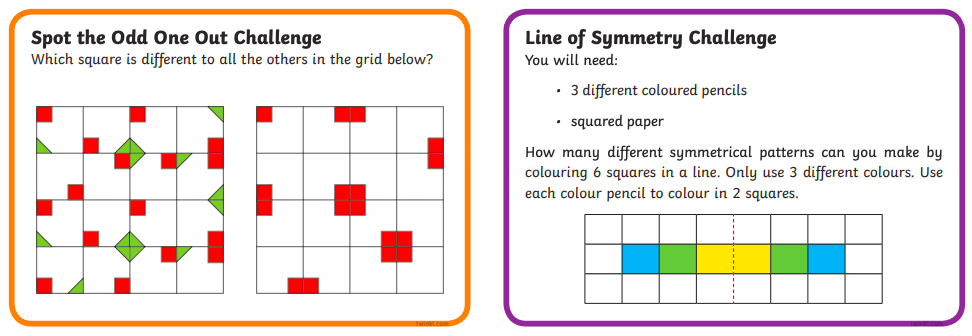 Spot the Odd One Out Challenge
Which square is different to all the others in the grid below?
Line of Symmetry Challenge
You will need:
• 3 different coloured pencils
• squared paper
How many different symmetrical patterns can you make by
colouring 6 squares in a line. Only use 3 different colours. Use
each colour pencil to colour in 2 squares.